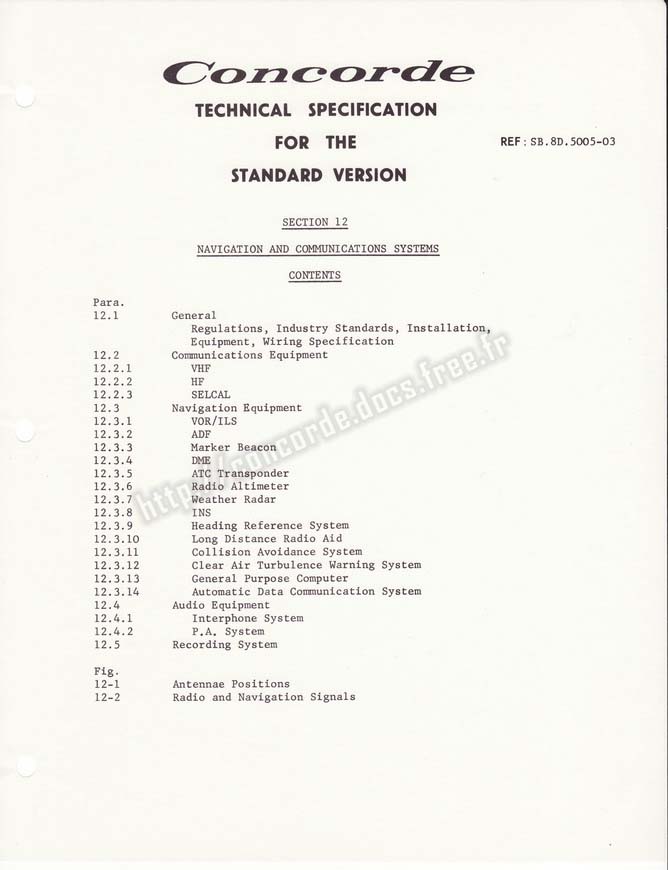 Concorde
TECHNICAL SPECIFICATION
FOR THE
REF: SB.8D.5005-03
STANDARD VERSION
SECTION 12
NAVIGATION AND COMMUNICATIONS SYSTEMS
CONTENTS
Para.
12.1 General
Regulations, Industry Standards, Installation,
Equipment, Wiring Specification
12.2 Communications Equipment
12.2.1 VHF
12.2.2 HF
12.2.3 SELCAL
12.3 Navigation Equipment
12.3.1 VOR/ILS
12.3.2 ADF
12.3.3 Marker Beacon
12.3.4 DME
12.3.5 ATC Transponder
12.3.6 Radio Altimeter
12.3.7 Weather Radar
12.3.8 INS
12.3.9 Heading Reference System
12.3.10 Long Distance Radio Aid
12.3.11 Collision Avoidance System
12.3.12 Clear Air Turbulence Warning System
12.3.13 General Purpose Computer
12.3.14 Automatic Data Communication System
12.4 Audio Equipment
12.4.1 Interphone System
12.4.2 P.A. System
12.5 Recording System
Fig.
12-1 Antennae Positions
12-2 Radio and Navigation Signals
http://concorde.docs.free.fr